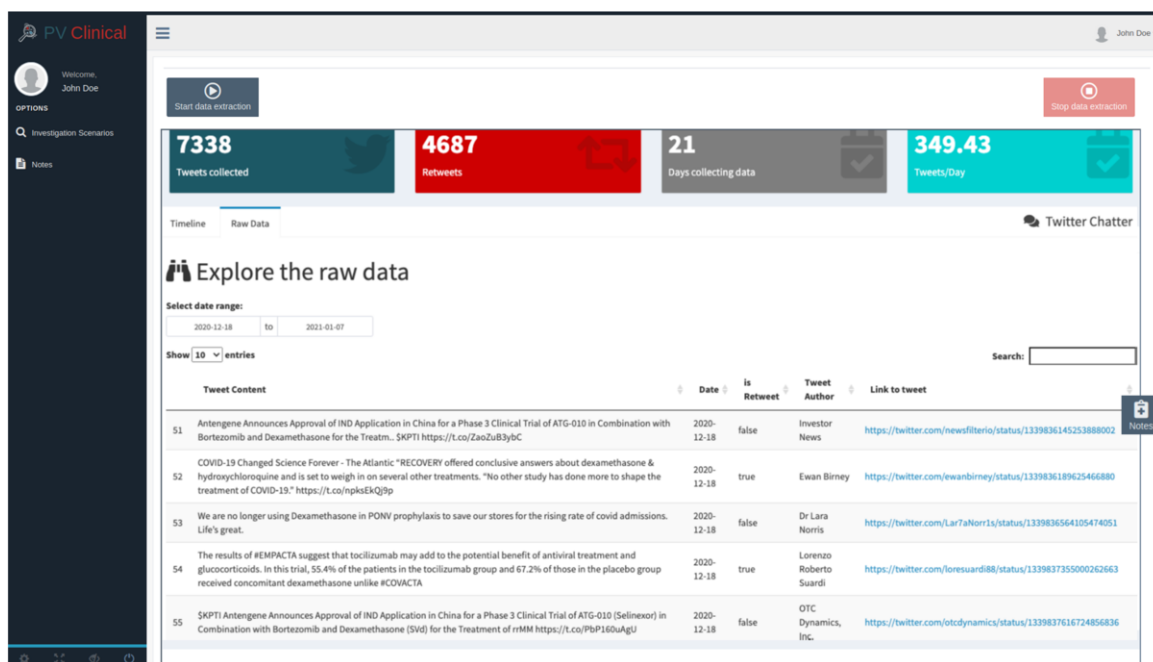 PV Clinical
John Doe
Welcome,
John Doe
OPTIONS
Investigation Scenarios
Notes
Start data extraction
Stop data extraction
7338
Tweets collected
4687
Retweets
21
Days collecting data
349.43
Tweets/Day
Timeline
Raw Data
Twitter Chatter
Explore the raw data
Select date range:
2020-12-18 to 2021-01-07
Show 10 entries
Search:
Tweet Content
Date
is
Retweet
Tweet
Author
Link to tweet
Notes
51
Antengene Announces Approval of IND Application in China for a Phase 3 Clinical Trial of ATG-010 in Combination with
Bortezomib and Dexamethasone for the Treatm.. $KPTI https://t.co/ZaoZuB3ybC
2020-
12-18
false
Investor
News
https://twitter.com/newsfilterio/status/1339836145253888002
52
COVID-19 Changed Science Forever - The Atlantic "RECOVERY offered conclusive answers about dexamethasone &
hydroxychloroquine and is set to weigh in on several other treatments. "No other study has done more to shape the
treatment of COVID-19." https://t.co/npksEkQj9p
2020-
12-18
true
Ewan Birney
https://twitter.com/ewanbirney/status/1339836189625466880
53
We are no longer using Dexamethasone in PONV prophylaxis to save our stores for the rising rate of covid admissions.
Life's great.
2020-
12-18
false
Dr Lara
Norris
https://twitter.com/Lar7aNorr1s/status/1339836564105474051
54
The results of #EMPACTA suggest that tocilizumab may add to the potential benefit of antiviral treatment and
glucocorticoids. In this trial, 55.4% of the patients in the tocilizumab group and 67.2% of those in the placebo group
received concomitant dexamethasone unlike #COVACTA
2020-
12-18
true
Lorenzo
Roberto
Suardi
https://twitter.com/loresuardi88/status/1339837355000262663
55
$KPTI Antengene Announces Approval of IND Application in China for a Phase 3 Clinical Trial of ATG-010 (Selinexor) in
Combination with Bortezomib and Dexamethasone (SVd) for the Treatment of rrMM https://t.co/PbP160uAgU
2020-
12-18
false
OTC
Dynamics,
Inc.
https://twitter.com/otcdynamics/status/1339837616724856836